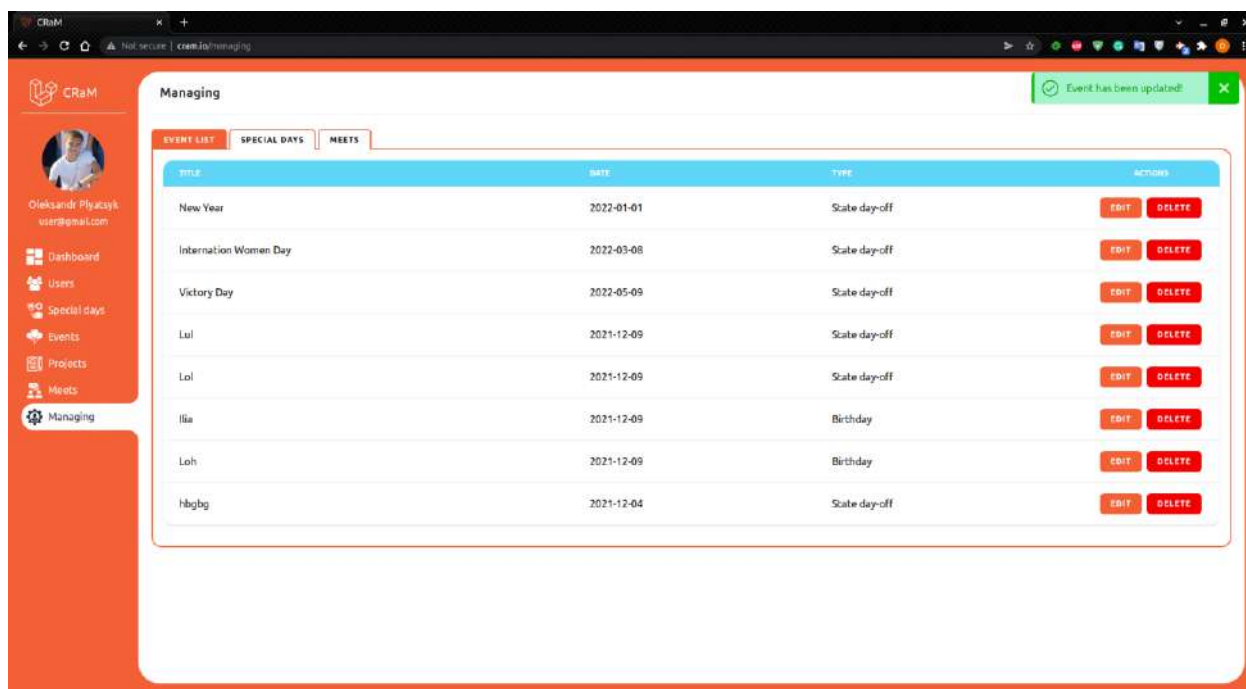 CRaM
Not secure | cram.io/managing
CRaM
Managing
Event has been updated!
EVENT LIST
SPECIAL DAYS
MEETS
TITLE DATE TYPE ACTIONS
Oleksandr Plyatsyk
user@gmail.com
Dashboard
Users
Special days
Events
Projects
Meets
Managing
New Year 2022-01-01 State day-off EDIT DELETE
Internation Women Day 2022-03-08 State day-off EDIT DELETE
Victory Day 2022-05-09 State day-off EDIT DELETE
Lul 2021-12-09 State day-off EDIT DELETE
Lol 2021-12-09 State day-off EDIT DELETE
Ilia 2021-12-09 Birthday EDIT DELETE
Loh 2021-12-09 Birthday EDIT DELETE
hbgbg 2021-12-04 State day-off EDIT DELETE